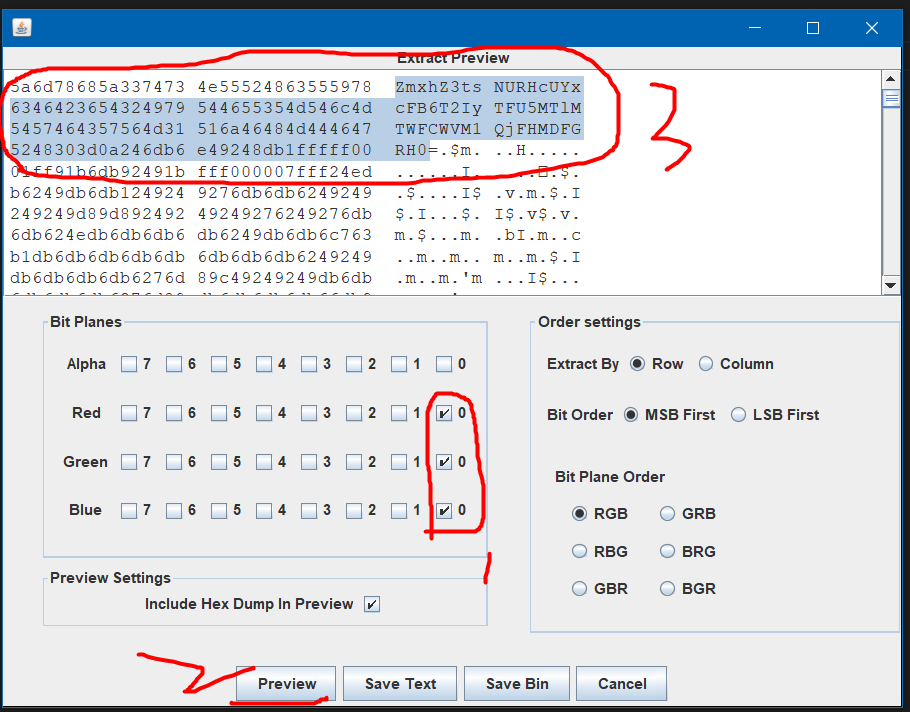 Extract Preview
5a6d78685a337473 4e55524863555978 ZmxhZ3ts NURHcUYx
6346423654324979 544655354d546c4d cFB6T2Iy TFU5MTlM
5457464357564d31 516a46484d444647 TWFCWVM1 QjFHMDFG
5248303d0a246db6 e49248db1fffff00 RH0=.$m. ..H.....
01ff91b6db92491b fff000007fff24ed ......I. ....□.$.
b6249db6db124924 9276db6db6249249 .$....I$ .v.m.$.I
249249d89d892492 49249276249276db $.I...$. I$.v$.v.
6db624edb6db6db6 db6249db6db6c763 m.$...m. .bI.m..c
b1db6db6db6db6db 6db6db6db6249249 ..m..m.. m..m.$.I
db6db6db6db6276d 89c49249249db6db .m..m.'m ...I$...
3
Bit Planes
Alpha 7 6 5 4 3 2 1 0
Red 7 6 5 4 3 2 1 0
Green 7 6 5 4 3 2 1 0
Blue 7 6 5 4 3 2 1 0
1
Preview Settings
Include Hex Dump In Preview
Order settings
Extract By Row Column
Bit Order MSB First LSB First
Bit Plane Order
RGB GRB
RBG BRG
GBR BGR
2
Preview Save Text Save Bin Cancel